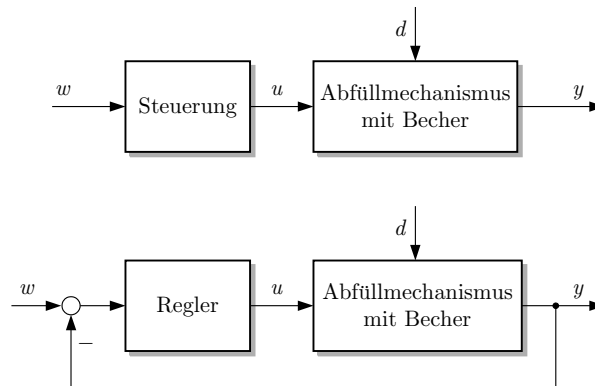 d
w
Steuerung
u
Abfüllmechanismus
mit Becher
y
d
w
Regler
u
Abfüllmechanismus
mit Becher
y
−